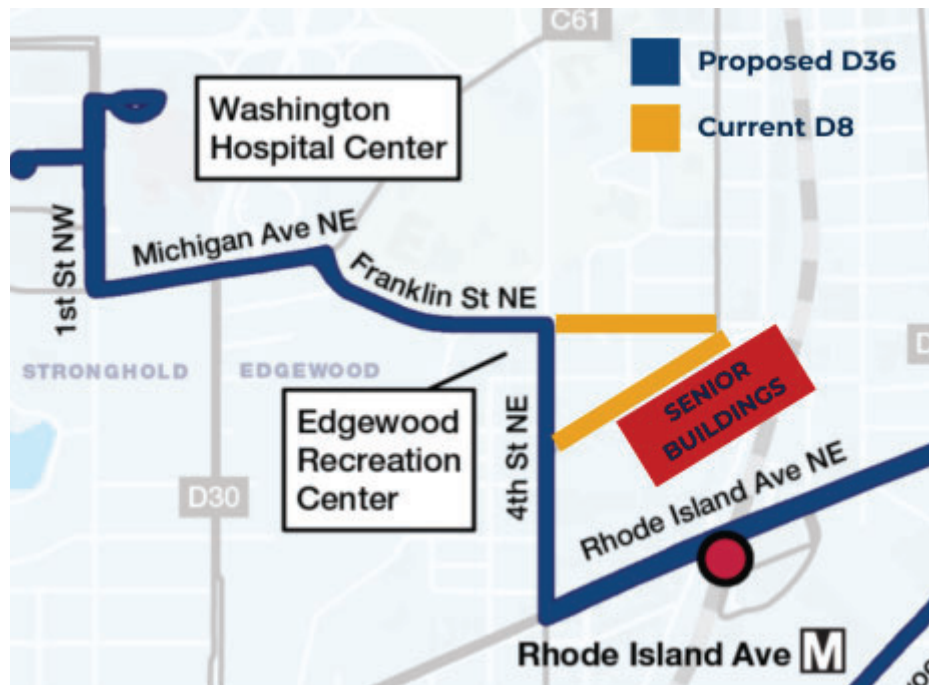 C61
Proposed D36
Current D8
Washington
Hospital Center
1st St NW
Michigan Ave NE
Franklin St NE
STRONGHOLD
EDGEWOOD
D
SENIOR
BUILDINGS
Edgewood
Recreation
Center
4th St NE
D30
Rhode Island Ave NE
Rhode Island Ave M